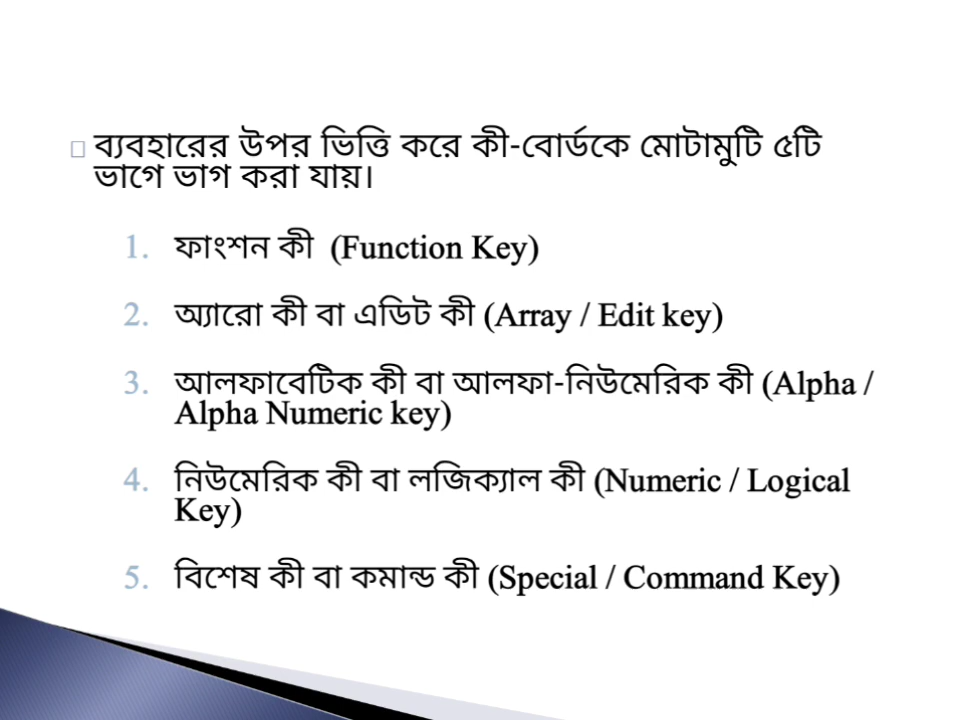 ব্যবহারের উপর ভিত্তি করে কী-বোর্ডকে মোটামুটি ৫টি
ভাগে ভাগ করা যায়।
1. ফাংশন কী (Function Key)
2. অ্যারো কী বা এডিট কী (Array / Edit key)
3. আলফাবেটিক কী বা আলফা-নিউমেরিক কী (Alpha /
Alpha Numeric key)
4. নিউমেরিক কী বা লজিক্যাল কী (Numeric / Logical
Key)
5. বিশেষ কী বা কমান্ড কী (Special / Command Key)